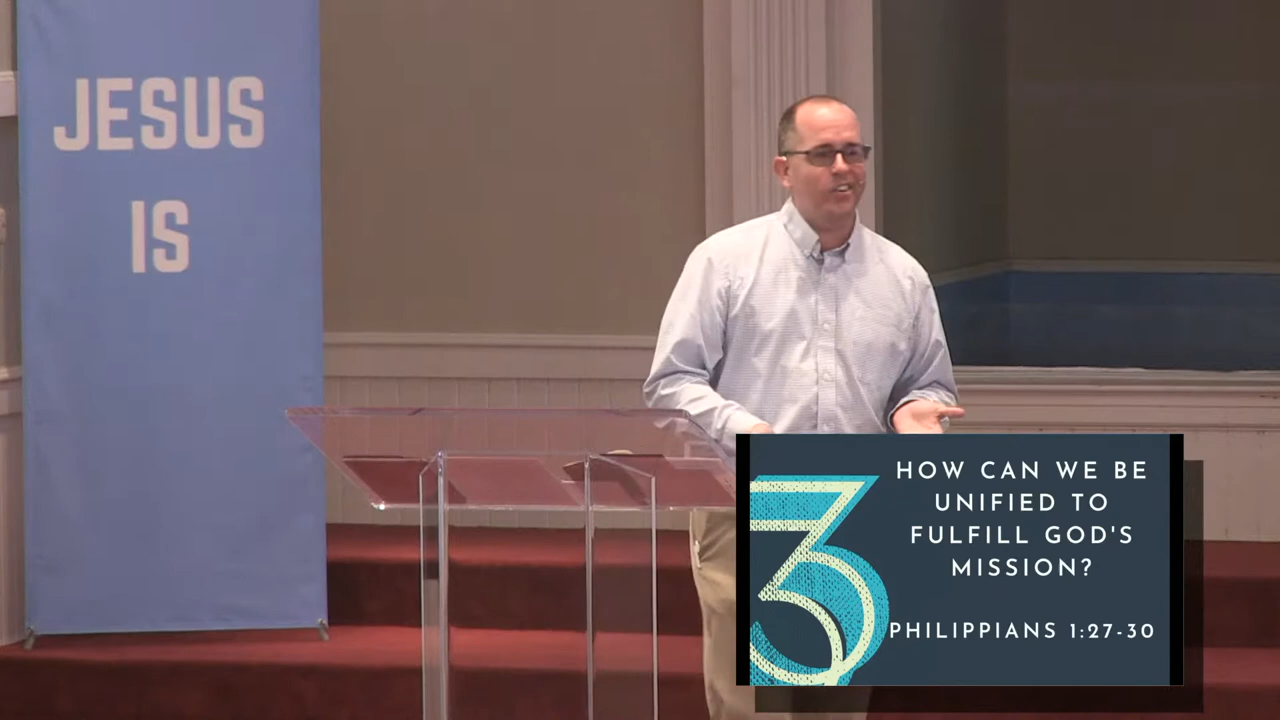 JESUS
IS
3
HOW CAN WE BE
UNIFIED TO
FULFILL GOD'S
MISSION?
PHILIPPIANS 1:27-30